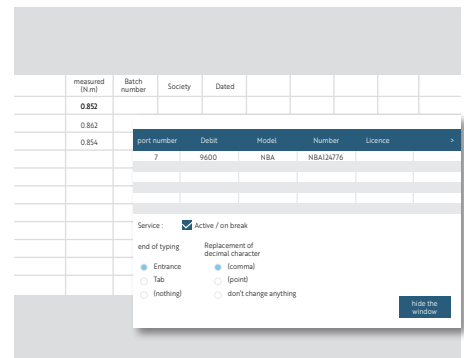 measured (N.m) Batch number Society Dated
0.852
0.862
0.854
port number Debit Model Number Licence >
7 9600 NBA NBAI24776
Service : Active / on break
end of typing Replacement of decimal character
Entrance (comma)
Tab (point)
(nothing) don't change anything
hide the
window